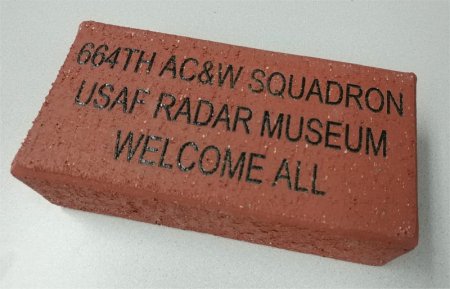 664TH AC&W SQUADRON
USAF RADAR MUSEUM
WELCOME ALL